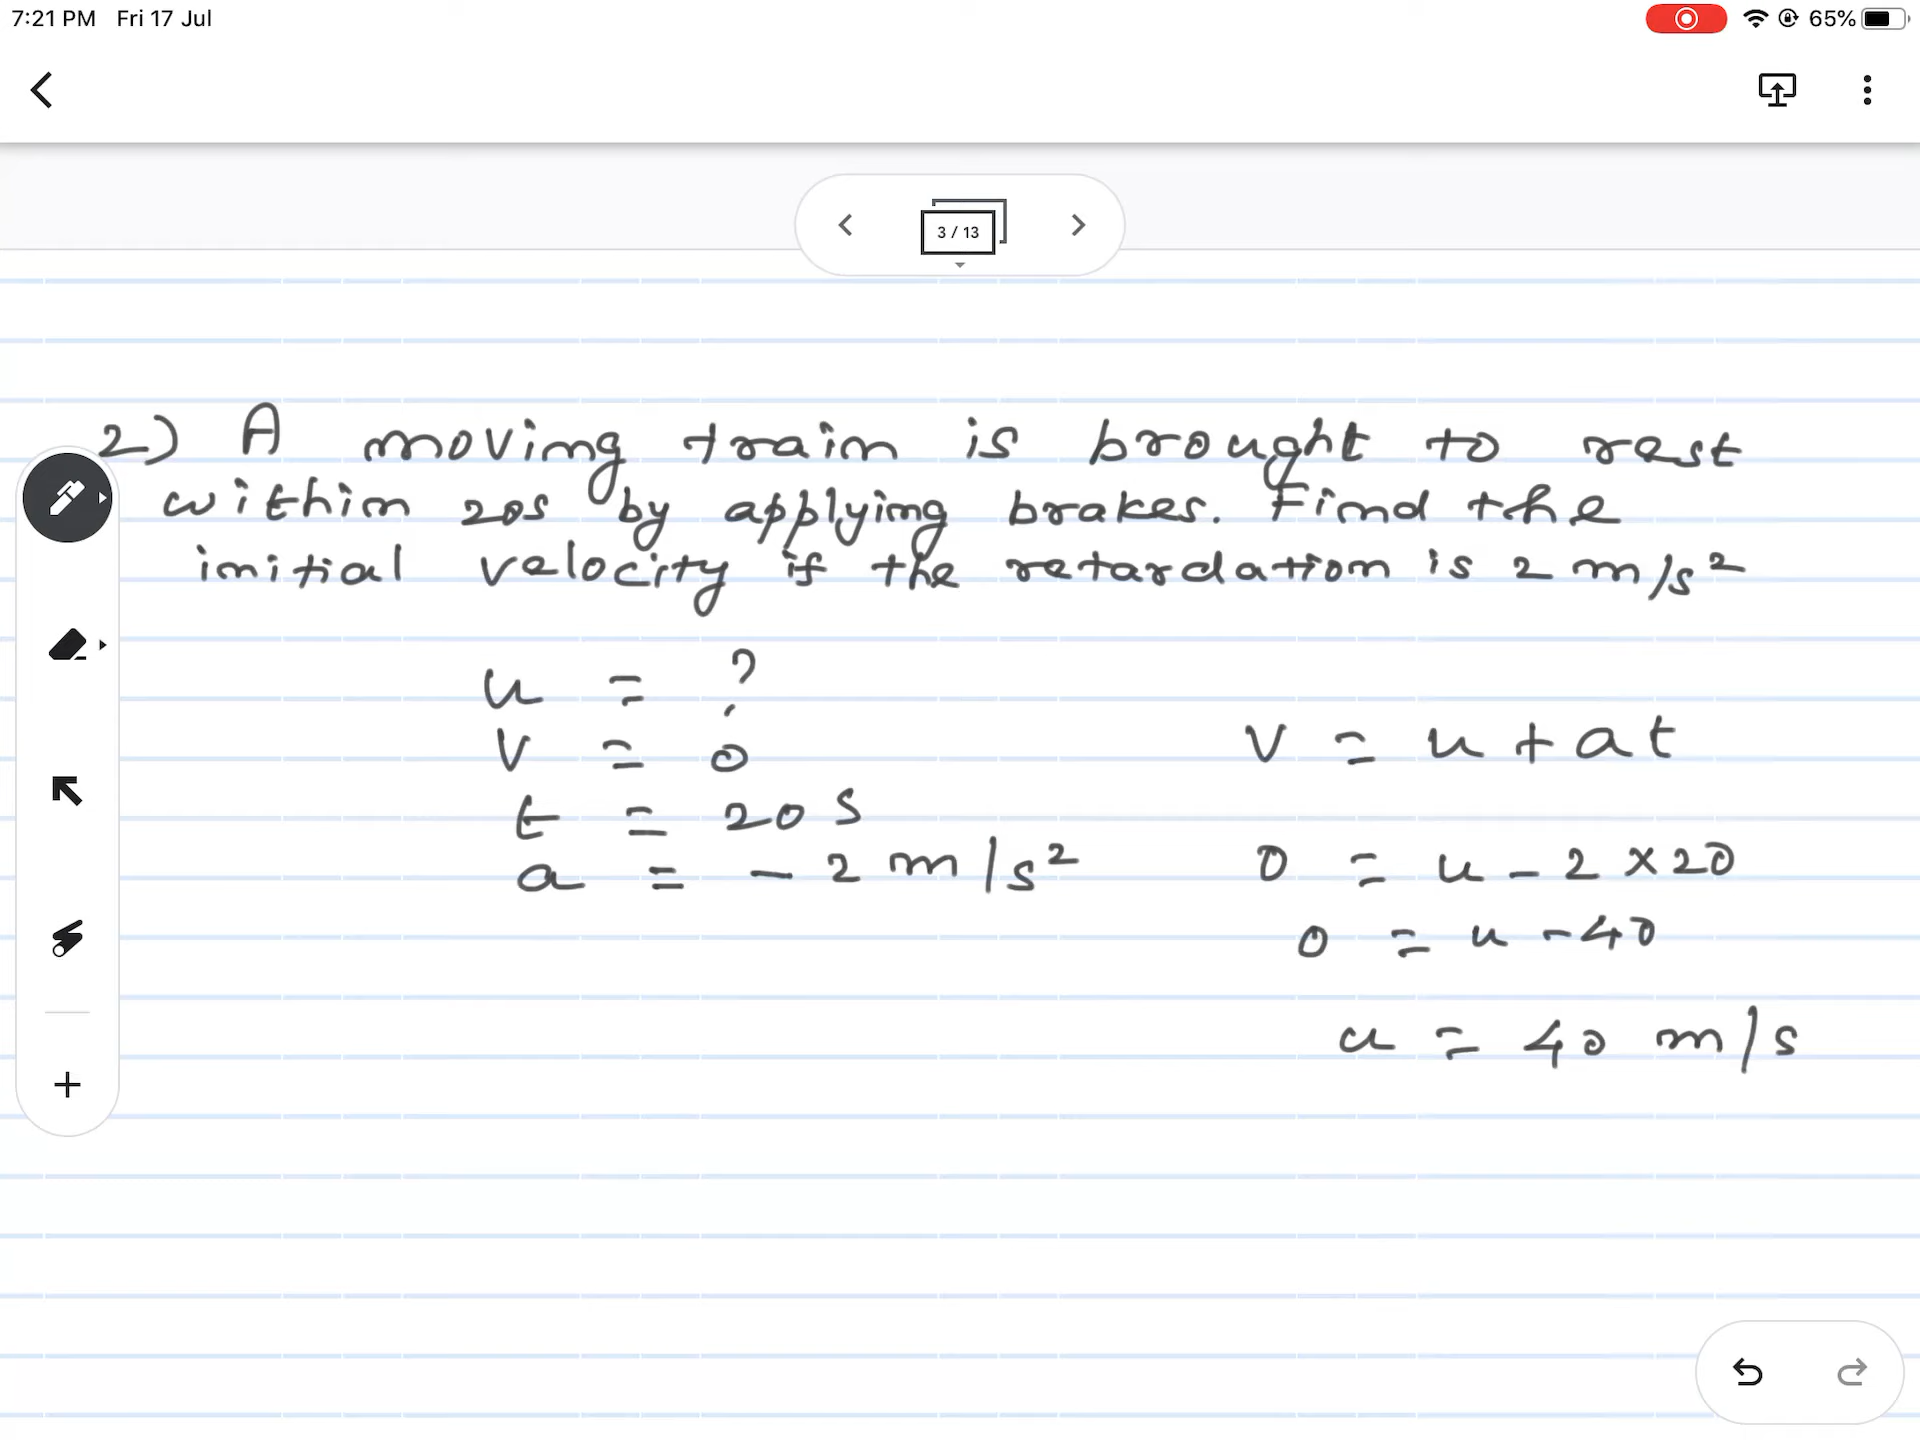 7:21 PM Fri 17 Jul
65%
3 / 13
2) A moving train is brought to rest
within 20s by applying brakes. Find the
initial velocity if the retardation is 2 m/s²
u = ?
v = 0
t = 20 s
a = - 2 m/s²
v = u + at
0 = u - 2 × 20
0 = u - 40
u = 40 m/s